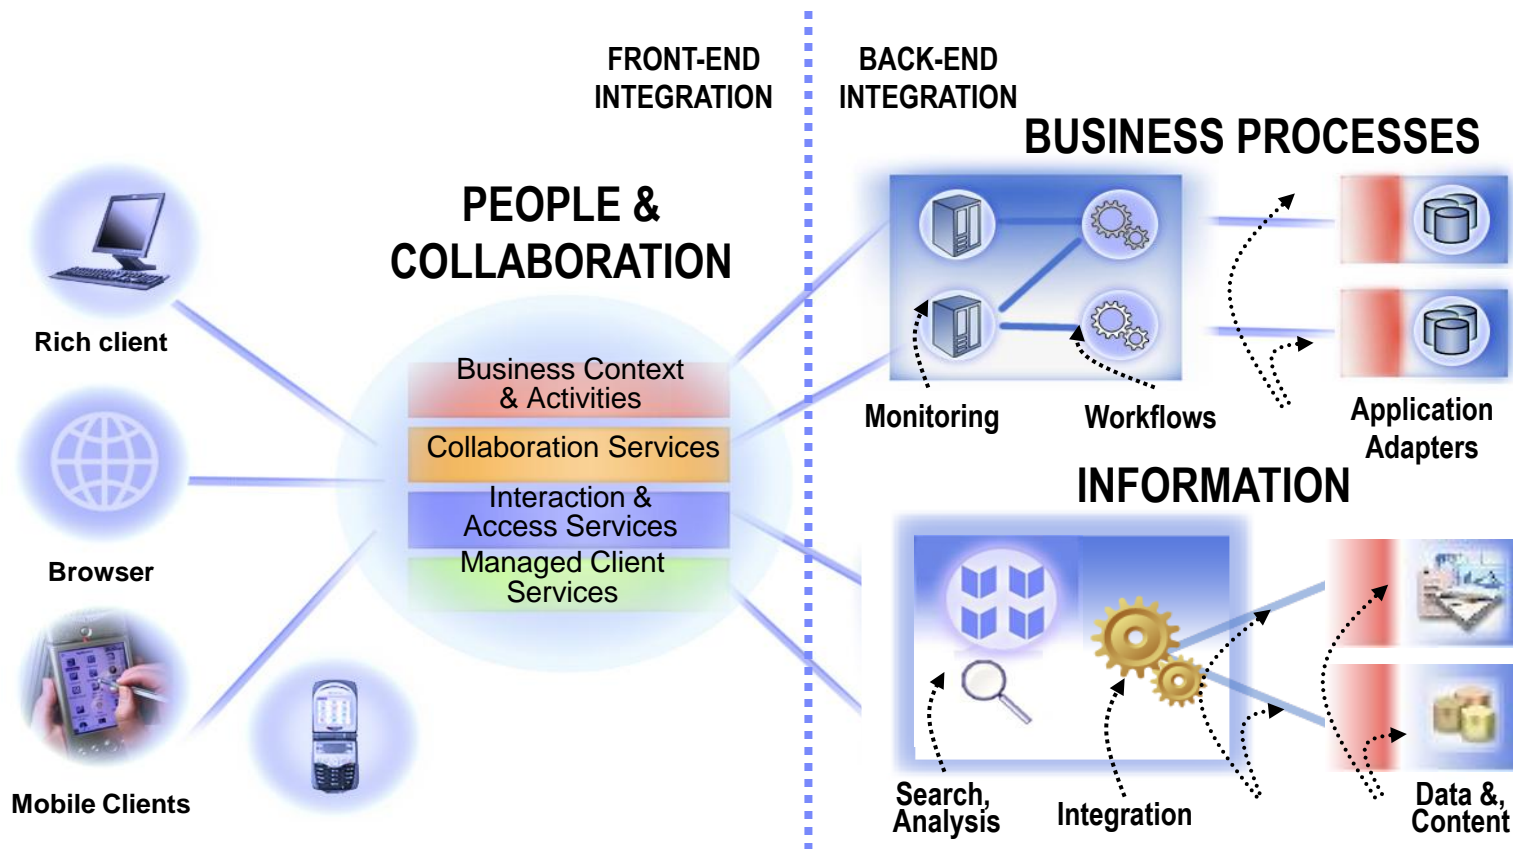 FRONT-END
INTEGRATION
BACK-END
INTEGRATION
BUSINESS PROCESSES
PEOPLE &
COLLABORATION
Rich client
Business Context
& Activities
Collaboration Services
Interaction &
Access Services
Managed Client
Services
Browser
Mobile Clients
Monitoring
Workflows
Application
Adapters
INFORMATION
Search,
Analysis
Integration
Data &,
Content